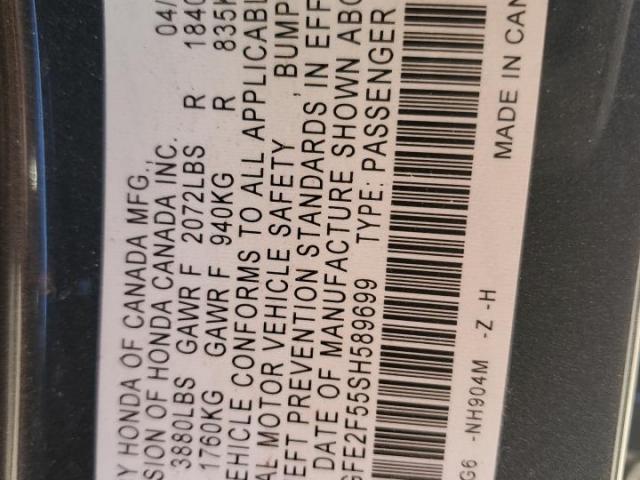 Y HONDA OF CANADA MFG., 04/
SION OF HONDA CANADA INC.
3880LBS GAWR F 2072LBS R 1840
1760KG GAWR F 940KG R 835K
EHICLE CONFORMS TO ALL APPLICABL
AL MOTOR VEHICLE SAFETY, BUMP
EFT PREVENTION STANDARDS IN EFF
DATE OF MANUFACTURE SHOWN ABO
GFE2F55SH589699 TYPE: PASSENGER
G6 -NH904M -Z -H
MADE IN CAN